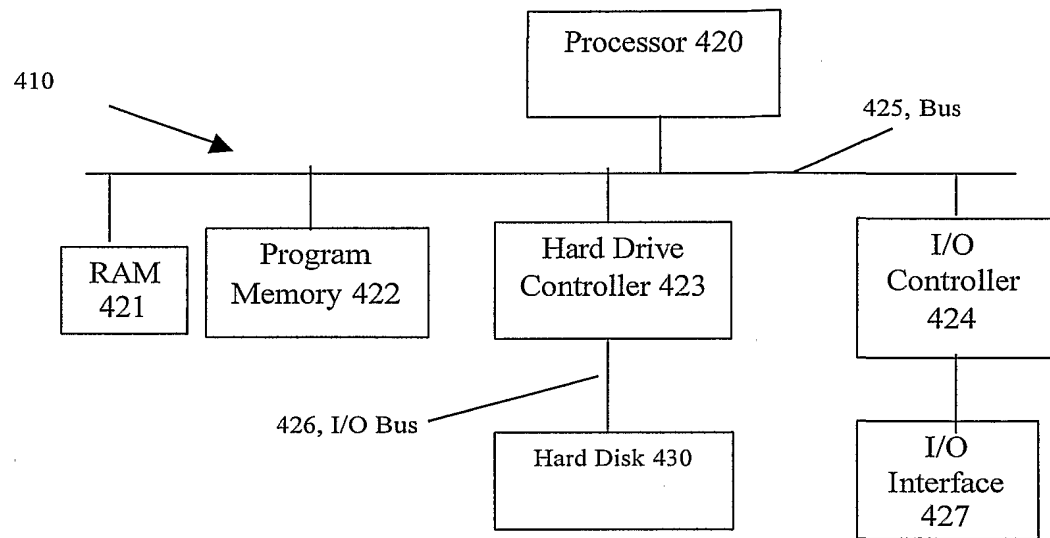 Processor 420
410
425, Bus
RAM
421
Program
Memory 422
Hard Drive
Controller 423
I/O
Controller
424
426, I/O Bus
Hard Disk 430
I/O
Interface
427